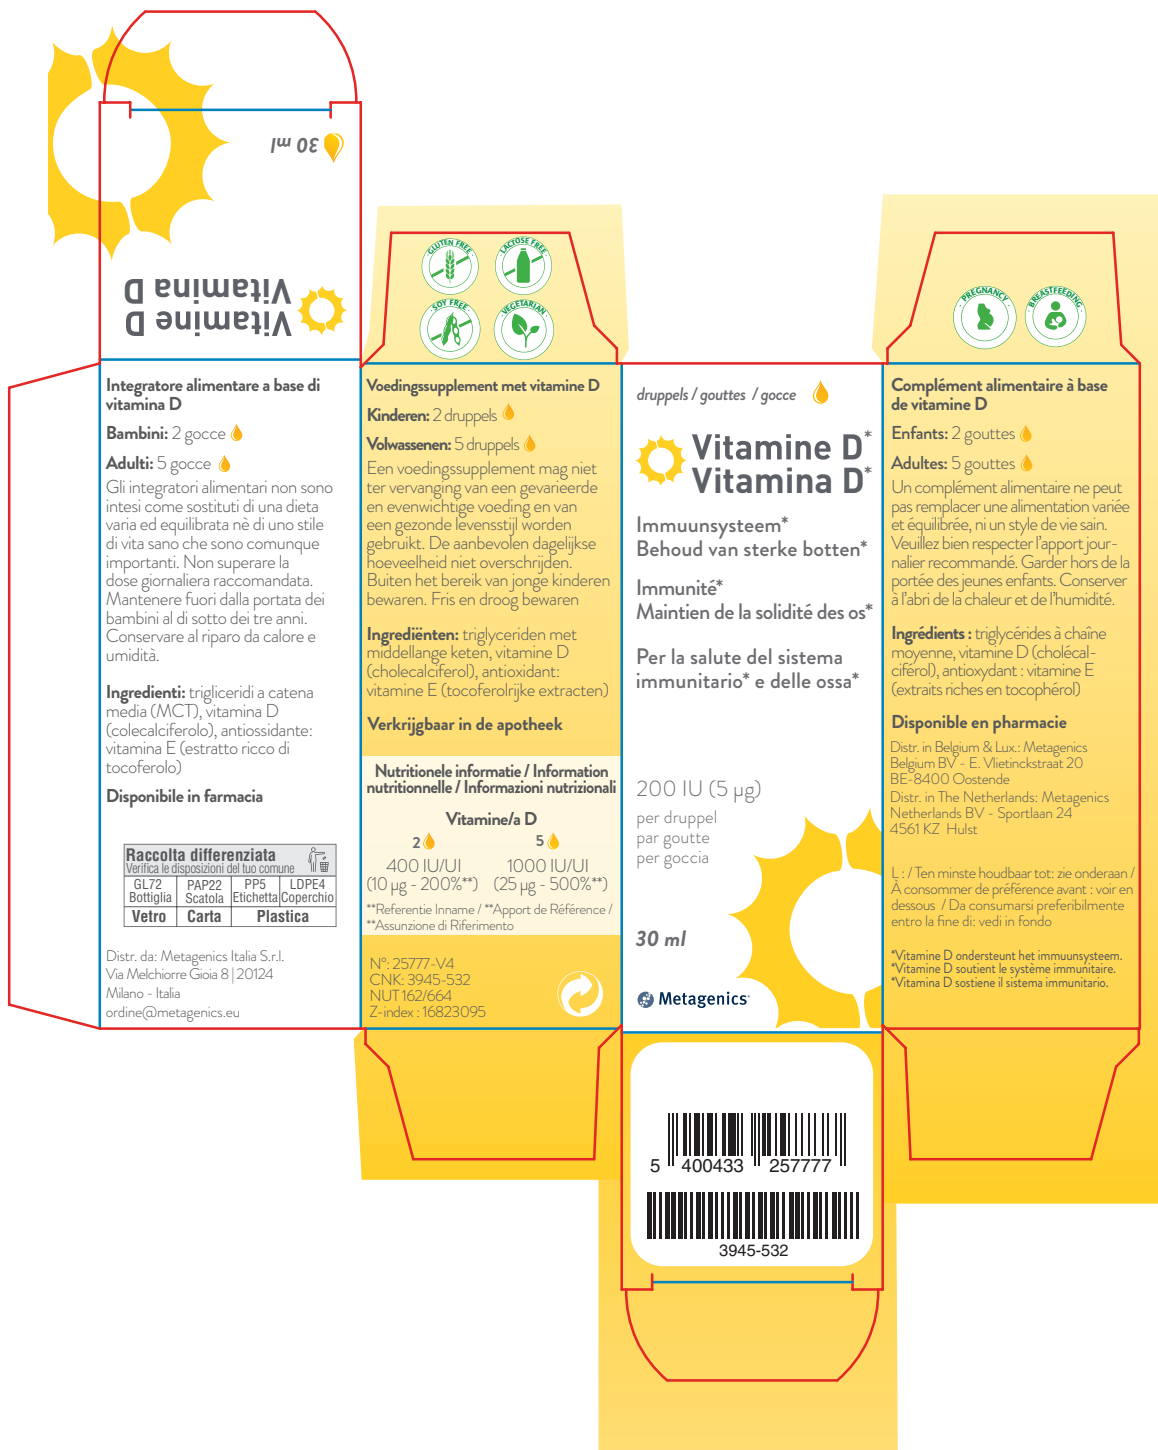 30 ml
Vitamine D
Vitamina D
Integratore alimentare a base di
vitamina D
Bambini: 2 gocce
Adulti: 5 gocce
Gli integratori alimentari non sono
intesi come sostituti di una dieta
varia ed equilibrata nè di uno stile
di vita sano che sono comunque
importanti. Non superare la
dose giornaliera raccomandata.
Mantenere fuori dalla portata dei
bambini al di sotto dei tre anni.
Conservare al riparo da calore e
umidità.
Ingredienti: trigliceridi a catena
media (MCT), vitamina D
(colecalciferolo), antiossidante:
vitamina E (estratto ricco di
tocoferolo)
Disponibile in farmacia
Raccolta differenziata
Verifica le disposizioni del tuo comune
GL72 PAP22 PP5 LDPE4
Bottiglia Scatola Etichetta Coperchio
Vetro Carta Plastica
Distr. da: Metagenics Italia S.r.l.
Via Melchiorre Gioia 8 | 20124
Milano - Italia
ordine@metagenics.eu
· GLUTEN FREE ·
· LACTOSE FREE ·
· SOY FREE ·
· VEGETARIAN ·
Voedingssupplement met vitamine D
Kinderen: 2 druppels
Volwassenen: 5 druppels
Een voedingssupplement mag niet
ter vervanging van een gevarieerde
en evenwichtige voeding en van
een gezonde levensstijl worden
gebruikt. De aanbevolen dagelijkse
hoeveelheid niet overschrijden.
Buiten het bereik van jonge kinderen
bewaren. Fris en droog bewaren
Ingrediënten: triglyceriden met
middellange keten, vitamine D
(cholecalciferol), antioxidant:
vitamine E (tocoferolrijke extracten)
Verkrijgbaar in de apotheek
Nutritionele informatie / Information
nutritionnelle / Informazioni nutrizionali
Vitamine/a D
2 5
400 IU/UI 1000 IU/UI
(10 µg - 200%**) (25 µg - 500%**)
**Referentie Inname / **Apport de Référence /
**Assunzione di Riferimento
N°: 25777-V4
CNK: 3945-532
NUT 162/664
Z-index : 16823095
druppels / gouttes / gocce
Vitamine D*
Vitamina D*
Immuunsysteem*
Behoud van sterke botten*
Immunité*
Maintien de la solidité des os*
Per la salute del sistema
immunitario* e delle ossa*
200 IU (5 µg)
per druppel
par goutte
per goccia
30 ml
Metagenics
5 400433 257777
3945-532
· PREGNANCY ·
· BREASTFEEDING ·
Complément alimentaire à base
de vitamine D
Enfants: 2 gouttes
Adultes: 5 gouttes
Un complément alimentaire ne peut
pas remplacer une alimentation variée
et équilibrée, ni un style de vie sain.
Veuillez bien respecter l'apport jour-
nalier recommandé. Garder hors de la
portée des jeunes enfants. Conserver
à l'abri de la chaleur et de l'humidité.
Ingrédients : triglycérides à chaîne
moyenne, vitamine D (cholécal-
ciférol), antioxydant : vitamine E
(extraits riches en tocophérol)
Disponible en pharmacie
Distr. in Belgium & Lux.: Metagenics
Belgium BV - E. Vlietinckstraat 20
BE-8400 Oostende
Distr. in The Netherlands: Metagenics
Netherlands BV - Sportlaan 24
4561 KZ Hulst
L : / Ten minste houdbaar tot: zie onderaan /
À consommer de préférence avant : voir en
dessous / Da consumarsi preferibilmente
entro la fine di: vedi in fondo
*Vitamine D ondersteunt het immuunsysteem.
*Vitamine D soutient le système immunitaire.
*Vitamina D sostiene il sistema immunitario.